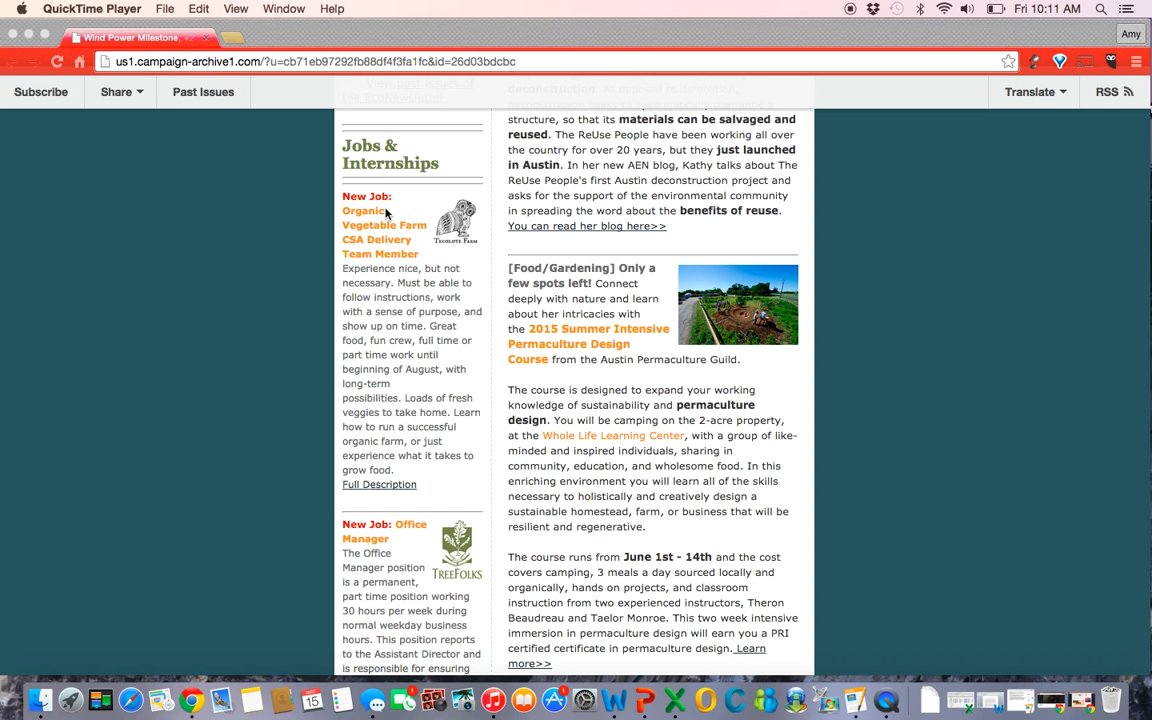 QuickTime Player File Edit View Window Help
Fri 10:11 AM
Wind Power Milestone,
Amy
us1.campaign-archive1.com/?u=cb71eb97292fb88df4f3fa1fc&id=26d03bdcbc
Subscribe Share Past Issues Translate RSS
Jobs &
Internships
New Job:
Organic
Vegetable Farm
CSA Delivery
Team Member
TECOLOTE FARM
Experience nice, but not
necessary. Must be able to
follow instructions, work
with a sense of purpose, and
show up on time. Great
food, fun crew, full time or
part time work until
beginning of August, with
long-term
possibilities. Loads of fresh
veggies to take home. Learn
how to run a successful
organic farm, or just
experience what it takes to
grow food.
Full Description
New Job: Office
Manager
TREEFOLKS
The Office
Manager position
is a permanent,
part time position working
30 hours per week during
normal weekday business
hours. This position reports
to the Assistant Director and
is responsible for ensuring
structure, so that its materials can be salvaged and
reused. The ReUse People have been working all over
the country for over 20 years, but they just launched
in Austin. In her new AEN blog, Kathy talks about The
ReUse People's first Austin deconstruction project and
asks for the support of the environmental community
in spreading the word about the benefits of reuse.
You can read her blog here>>
[Food/Gardening] Only a
few spots left! Connect
deeply with nature and learn
about her intricacies with
the 2015 Summer Intensive
Permaculture Design
Course from the Austin Permaculture Guild.
The course is designed to expand your working
knowledge of sustainability and permaculture
design. You will be camping on the 2-acre property,
at the Whole Life Learning Center, with a group of like-
minded and inspired individuals, sharing in
community, education, and wholesome food. In this
enriching environment you will learn all of the skills
necessary to holistically and creatively design a
sustainable homestead, farm, or business that will be
resilient and regenerative.
The course runs from June 1st - 14th and the cost
covers camping, 3 meals a day sourced locally and
organically, hands on projects, and classroom
instruction from two experienced instructors, Theron
Beaudreau and Taelor Monroe. This two week intensive
immersion in permaculture design will earn you a PRI
certified certificate in permaculture design. Learn
more>>
15
1
1